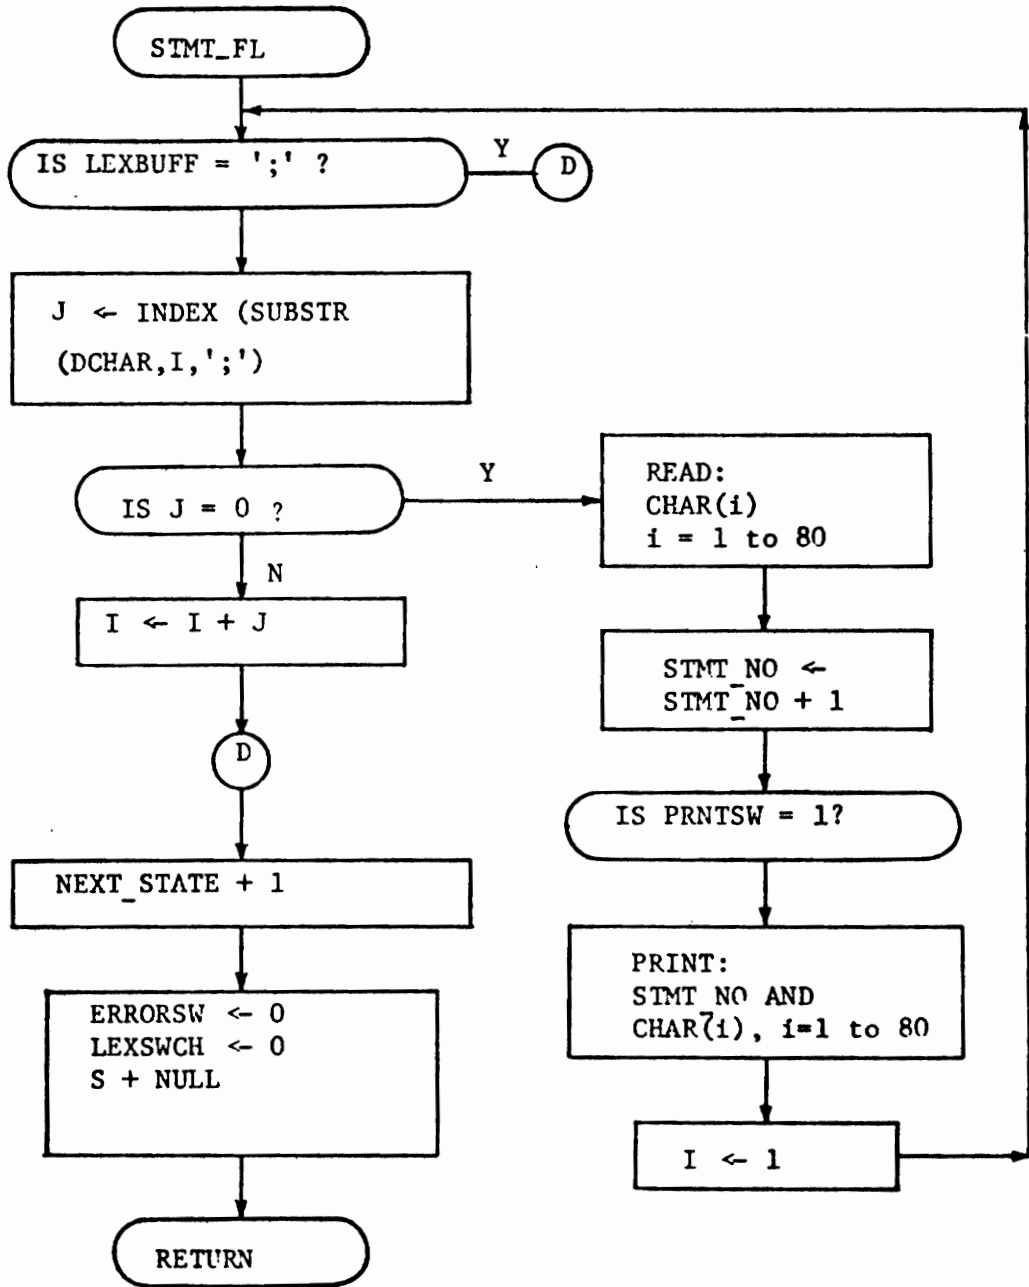 STMT_FL
IS LEXBUFF = ';' ?
Y
D
J <- INDEX (SUBSTR
(DCHAR,I,';')
IS J = 0 ?
Y
N
I <- I + J
D
NEXT_STATE + 1
ERRORSW <- 0
LEXSWCH <- 0
S + NULL
RETURN
READ:
CHAR(i)
i = 1 to 80
STMT_NO <-
STMT_NO + 1
IS PRNTSW = 1?
PRINT:
STMT_NO AND
CHAR(i), i=1 to 80
I <- 1